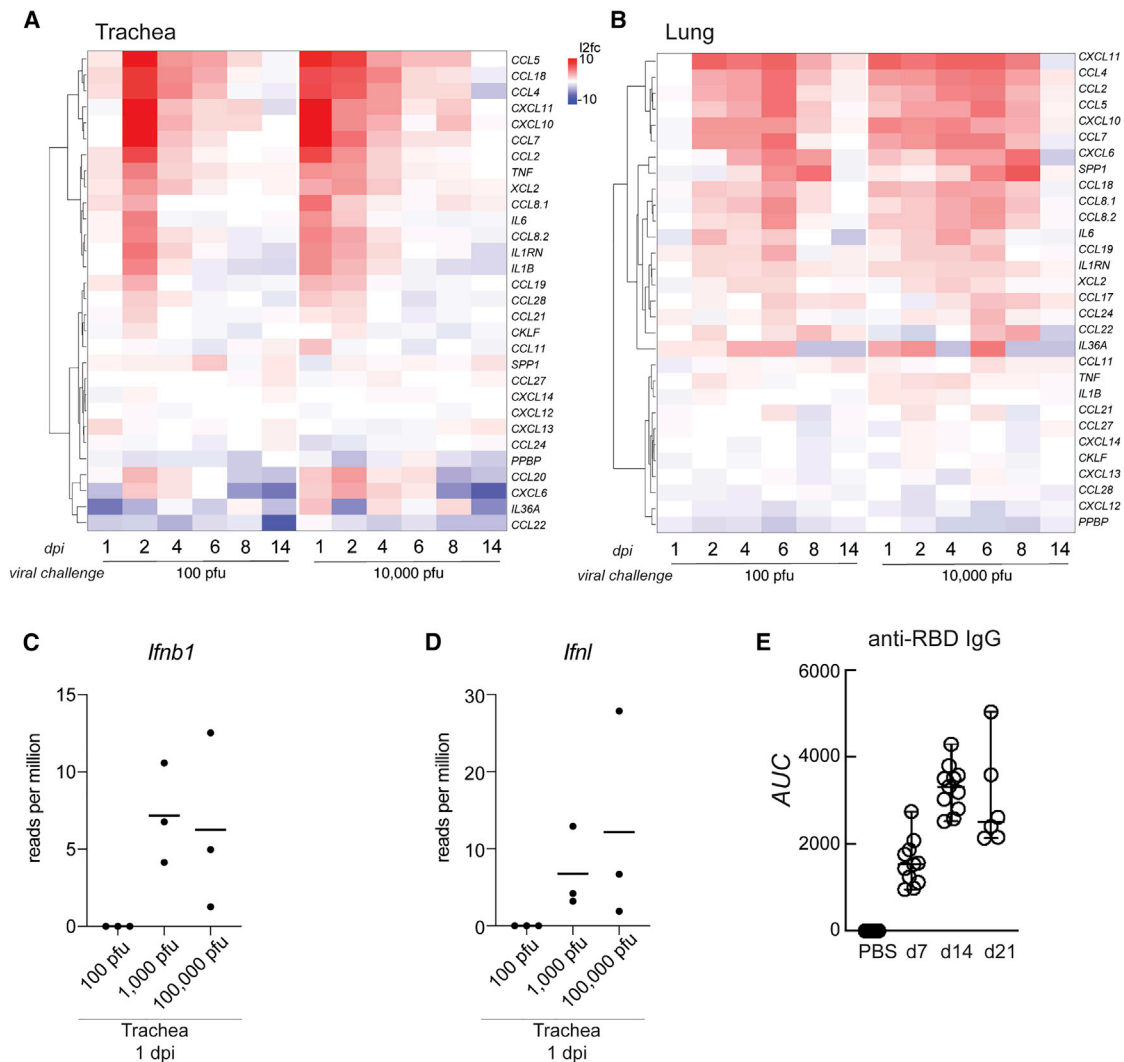 A
Trachea
l2fc
10
-10
CCL5
CCL18
CCL4
CXCL11
CXCL10
CCL7
CCL2
TNF
XCL2
CCL8.1
IL6
CCL8.2
IL1RN
IL1B
CCL19
CCL28
CCL21
CKLF
CCL11
SPP1
CCL27
CXCL14
CXCL12
CXCL13
CCL24
PPBP
CCL20
CXCL6
IL36A
CCL22
dpi 1 2 4 6 8 14 1 2 4 6 8 14
viral challenge 100 pfu 10,000 pfu
B
Lung
CXCL11
CCL4
CCL2
CCL5
CXCL10
CCL7
CXCL6
SPP1
CCL18
CCL8.1
CCL8.2
IL6
CCL19
IL1RN
XCL2
CCL17
CCL24
CCL22
IL36A
CCL11
TNF
IL1B
CCL21
CCL27
CXCL14
CKLF
CXCL13
CCL28
CXCL12
PPBP
dpi 1 2 4 6 8 14 1 2 4 6 8 14
viral challenge 100 pfu 10,000 pfu
C
Ifnb1
reads per million
15
10
5
0
100 pfu
1,000 pfu
100,000 pfu
Trachea
1 dpi
D
Ifnl
reads per million
30
20
10
0
100 pfu
1,000 pfu
100,000 pfu
Trachea
1 dpi
E
anti-RBD IgG
AUC
6000
4000
2000
0
PBS d7 d14 d21